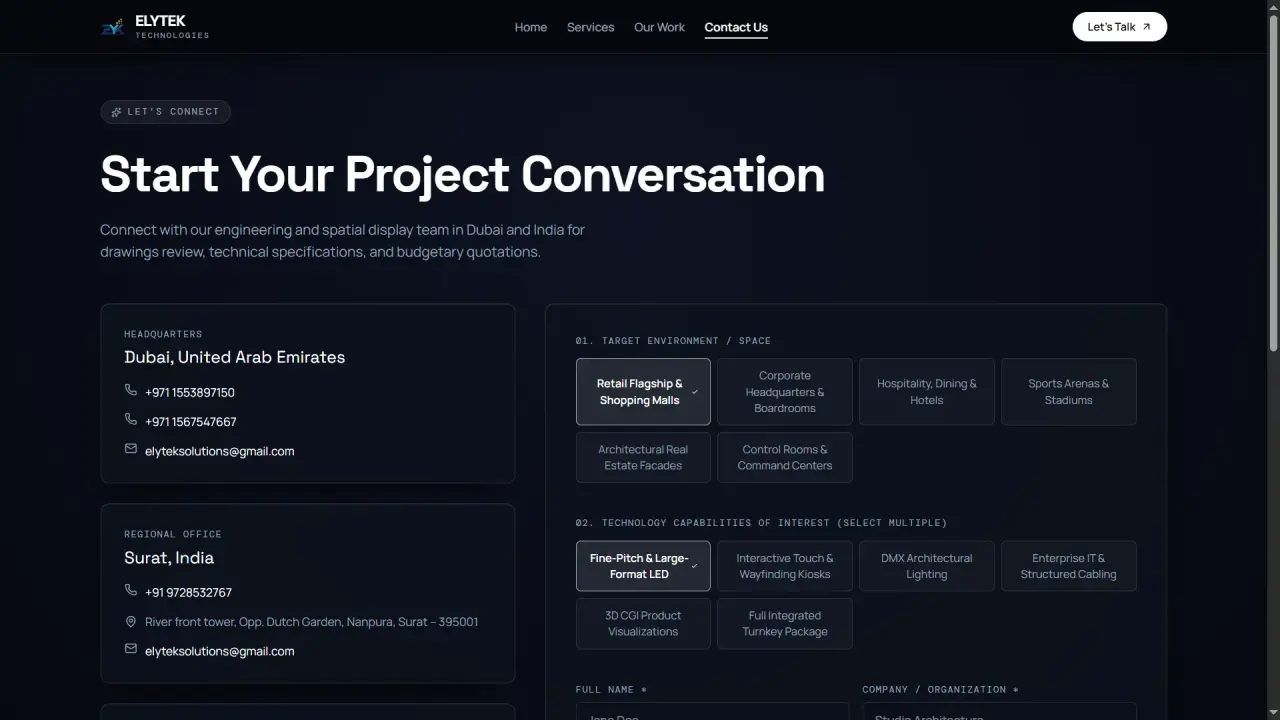 ELYTEK
TECHNOLOGIES
Home
Services
Our Work
Contact Us
Let's Talk
LET'S CONNECT
Start Your Project Conversation
Connect with our engineering and spatial display team in Dubai and India for
drawings review, technical specifications, and budgetary quotations.
HEADQUARTERS
Dubai, United Arab Emirates
+971 1553897150
+971 1567547667
elyteksolutions@gmail.com
REGIONAL OFFICE
Surat, India
+91 9728532767
River front tower, Opp. Dutch Garden, Nanpura, Surat – 395001
elyteksolutions@gmail.com
01. TARGET ENVIRONMENT / SPACE
Retail Flagship &
Shopping Malls
Corporate
Headquarters &
Boardrooms
Hospitality, Dining &
Hotels
Sports Arenas &
Stadiums
Architectural Real
Estate Facades
Control Rooms &
Command Centers
02. TECHNOLOGY CAPABILITIES OF INTEREST (SELECT MULTIPLE)
Fine-Pitch & Large-
Format LED
Interactive Touch &
Wayfinding Kiosks
DMX Architectural
Lighting
Enterprise IT &
Structured Cabling
3D CGI Product
Visualizations
Full Integrated
Turnkey Package
FULL NAME *
COMPANY / ORGANIZATION *
Jane Doe
Studio Architecture